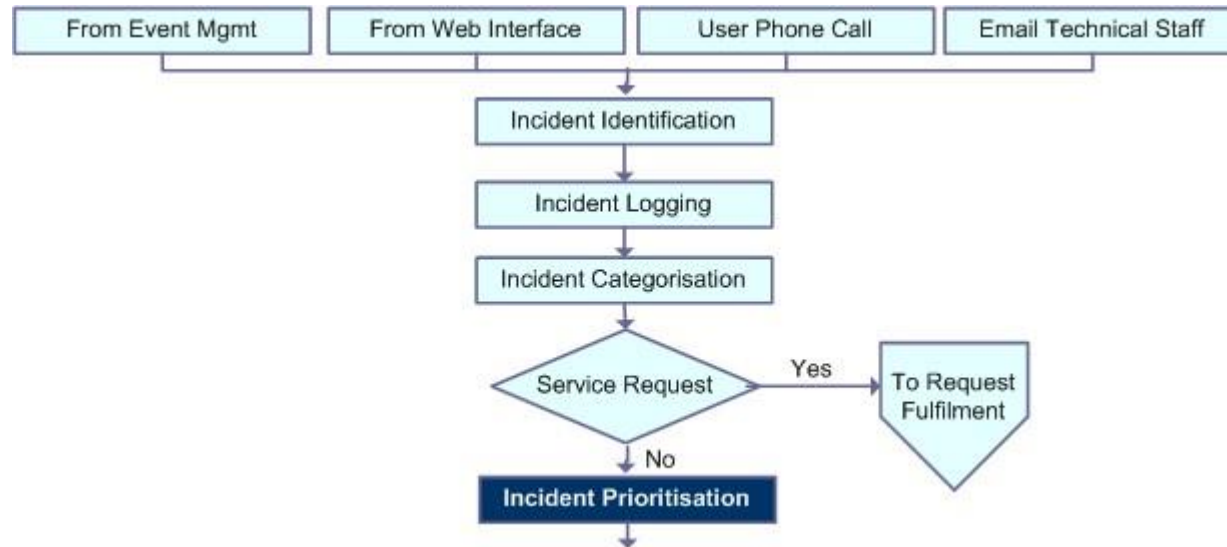 From Event Mgmt
From Web Interface
User Phone Call
Email Technical Staff
Incident Identification
Incident Logging
Incident Categorisation
Service Request
Yes
To Request
Fulfilment
No
Incident Prioritisation